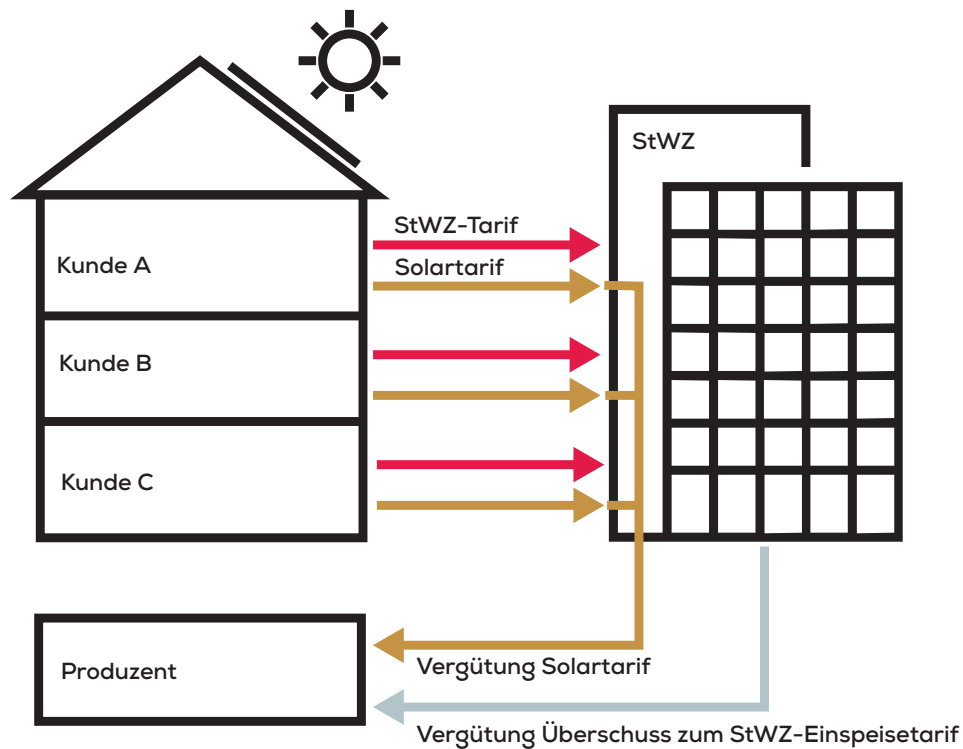 StWZ
StWZ-Tarif
Kunde A
Solartarif
Kunde B
Kunde C
Produzent
Vergütung Solartarif
Vergütung Überschuss zum StWZ-Einspeisetarif